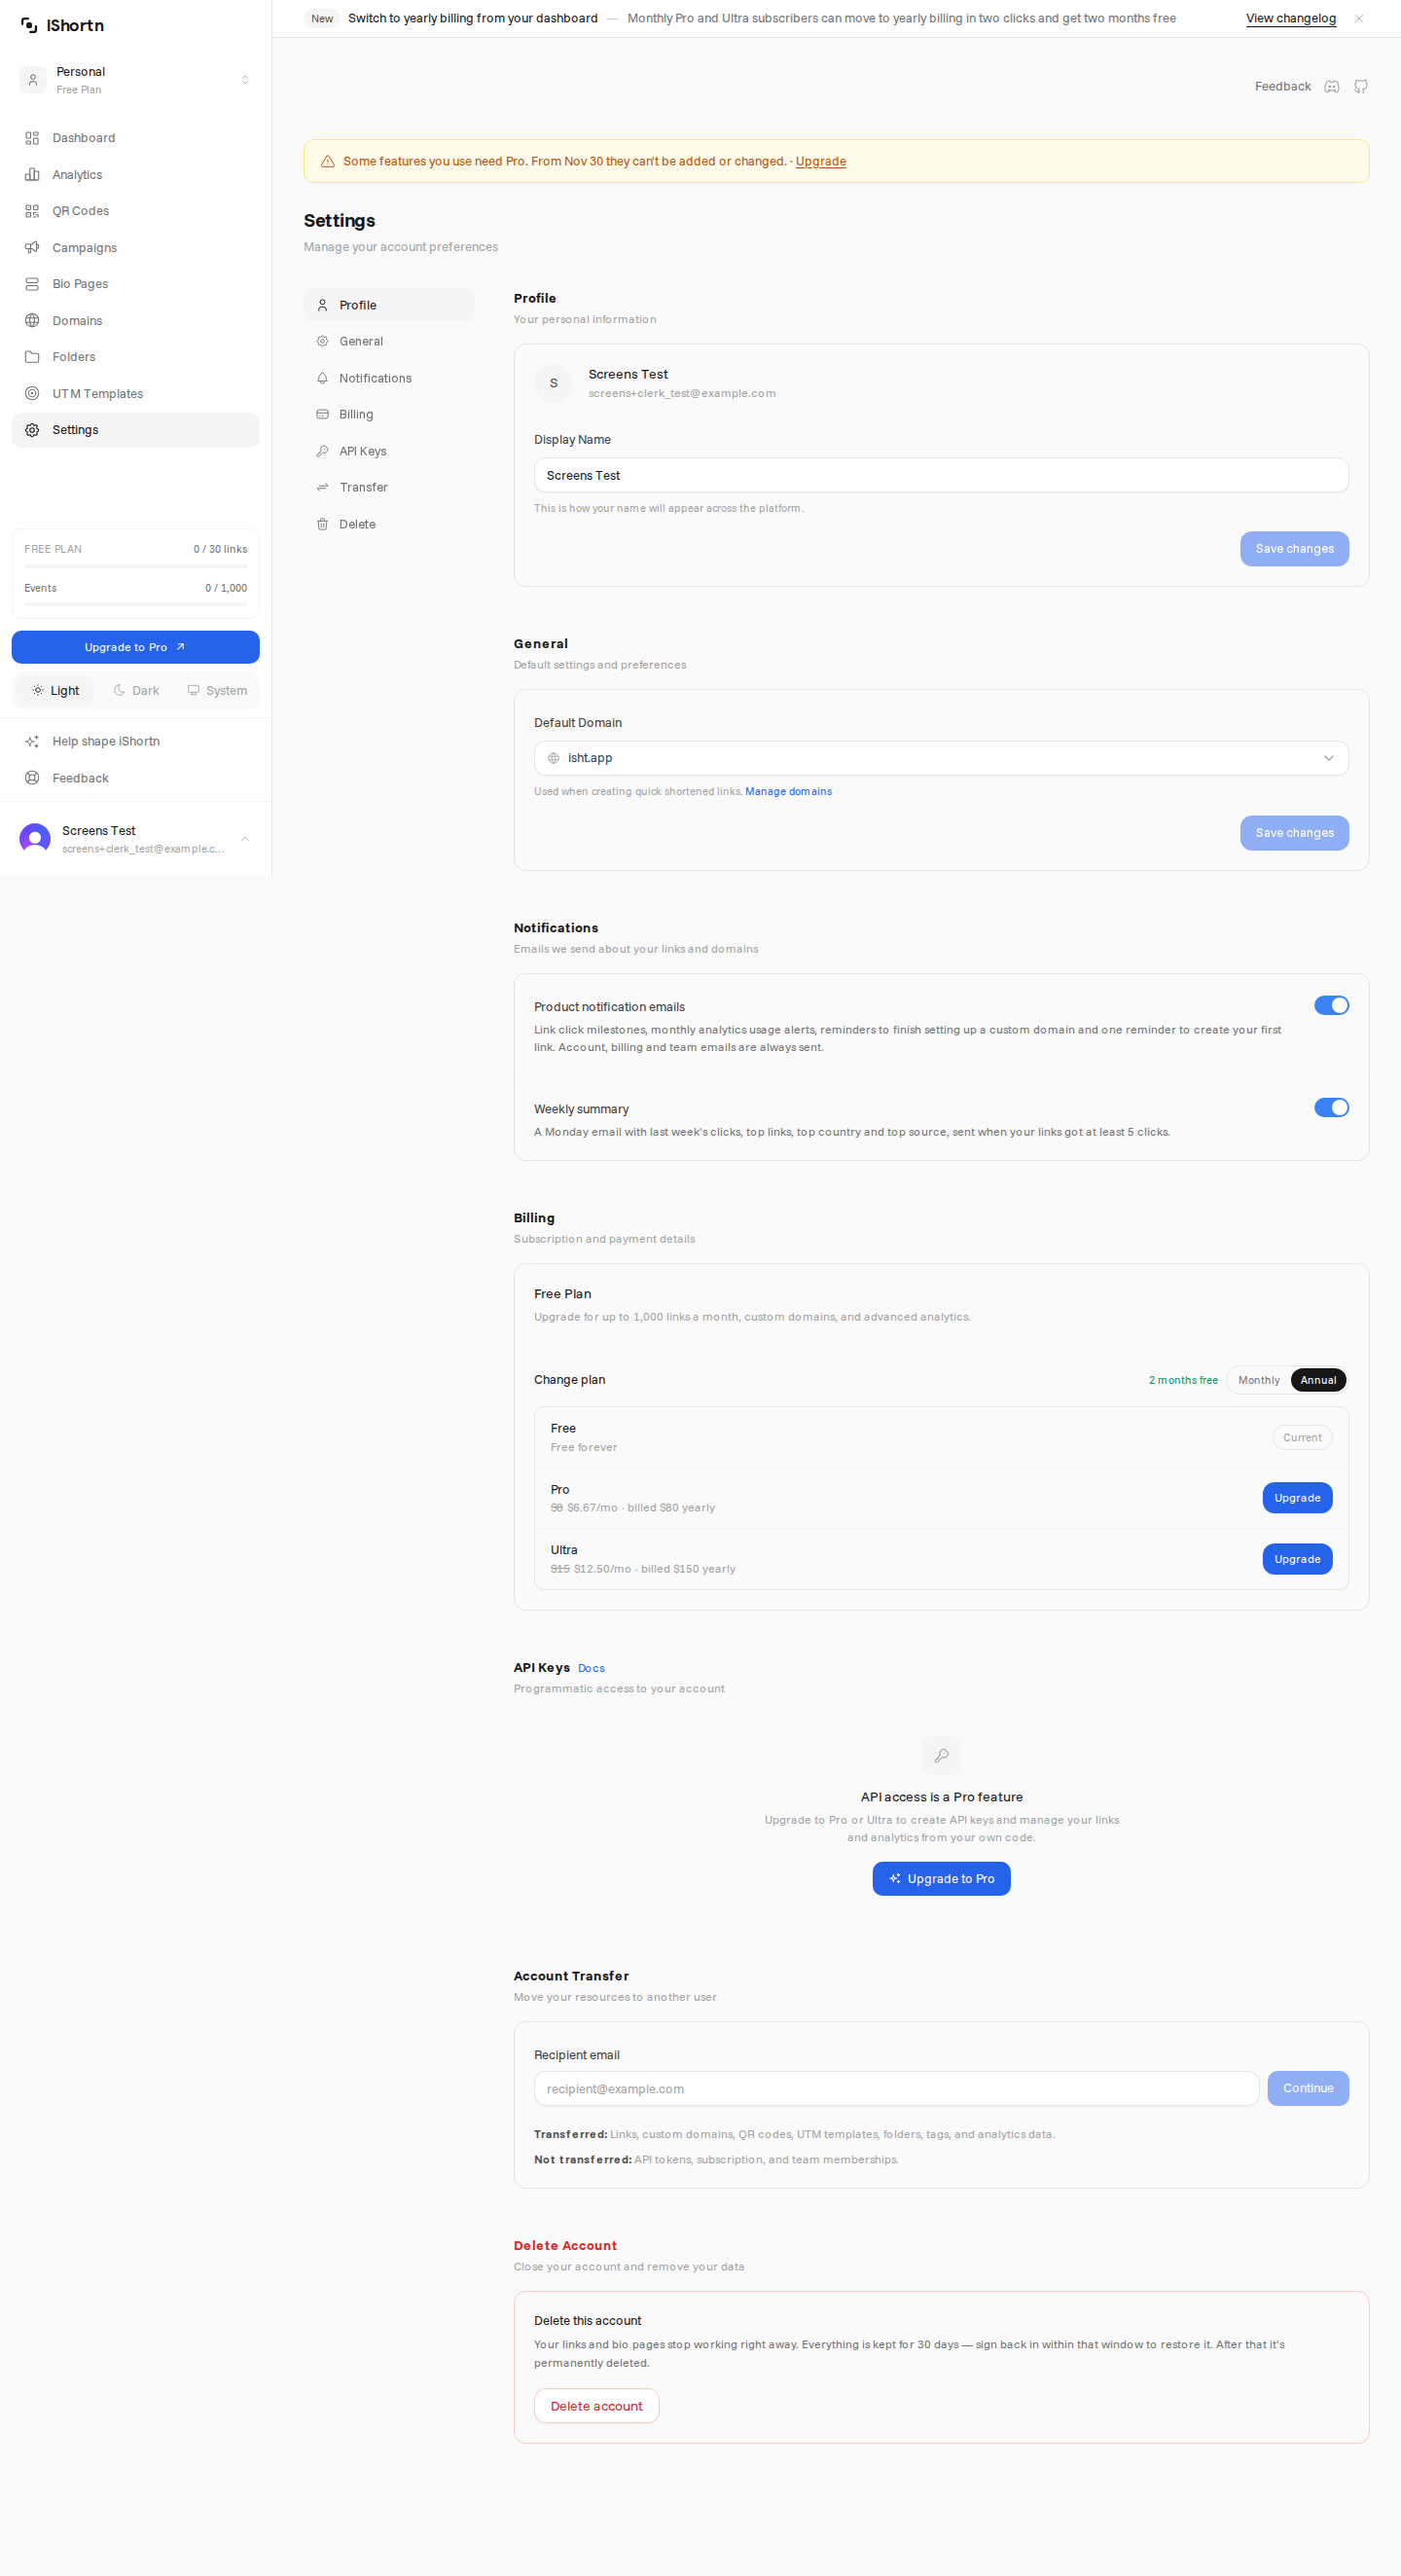 IShortn
Personal
Free Plan
Dashboard
Analytics
QR Codes
Campaigns
Bio Pages
Domains
Folders
UTM Templates
Settings
FREE PLAN 0 / 30 links
Events 0 / 1,000
Upgrade to Pro
Light Dark System
Help shape iShortn
Feedback
Screens Test
screens+clerk_test@example.c...
New Switch to yearly billing from your dashboard — Monthly Pro and Ultra subscribers can move to yearly billing in two clicks and get two months free View changelog
Feedback
Some features you use need Pro. From Nov 30 they can't be added or changed. · Upgrade
Settings
Manage your account preferences
Profile
General
Notifications
Billing
API Keys
Transfer
Delete
Profile
Your personal information
S
Screens Test
screens+clerk_test@example.com
Display Name
Screens Test
This is how your name will appear across the platform.
Save changes
General
Default settings and preferences
Default Domain
isht.app
Used when creating quick shortened links. Manage domains
Save changes
Notifications
Emails we send about your links and domains
Product notification emails
Link click milestones, monthly analytics usage alerts, reminders to finish setting up a custom domain and one reminder to create your first
link. Account, billing and team emails are always sent.
Weekly summary
A Monday email with last week's clicks, top links, top country and top source, sent when your links got at least 5 clicks.
Billing
Subscription and payment details
Free Plan
Upgrade for up to 1,000 links a month, custom domains, and advanced analytics.
Change plan 2 months free Monthly Annual
Free
Free forever
Current
Pro
$8 $6.67/mo · billed $80 yearly
Upgrade
Ultra
$15 $12.50/mo · billed $150 yearly
Upgrade
API Keys Docs
Programmatic access to your account
API access is a Pro feature
Upgrade to Pro or Ultra to create API keys and manage your links
and analytics from your own code.
Upgrade to Pro
Account Transfer
Move your resources to another user
Recipient email
recipient@example.com
Continue
Transferred: Links, custom domains, QR codes, UTM templates, folders, tags, and analytics data.
Not transferred: API tokens, subscription, and team memberships.
Delete Account
Close your account and remove your data
Delete this account
Your links and bio pages stop working right away. Everything is kept for 30 days — sign back in within that window to restore it. After that it's
permanently deleted.
Delete account